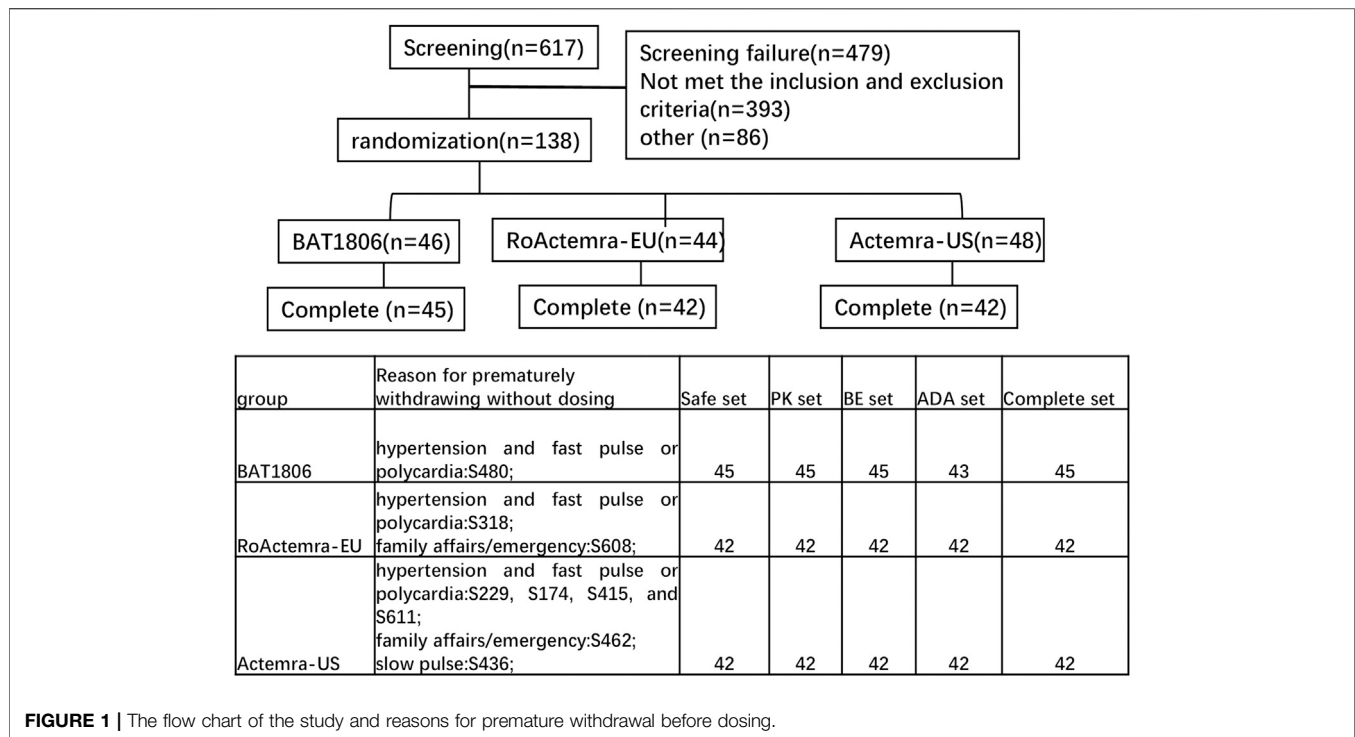 Screening(n=617)
Screening failure(n=479)
Not met the inclusion and exclusion
criteria(n=393)
other (n=86)
randomization(n=138)
BAT1806(n=46)
RoActemra-EU(n=44)
Actemra-US(n=48)
Complete (n=45)
Complete (n=42)
Complete (n=42)
group
Reason for prematurely
withdrawing without dosing
Safe set
PK set
BE set
ADA set
Complete set
BAT1806
hypertension and fast pulse or
polycardia:S480;
45
45
45
43
45
RoActemra-EU
hypertension and fast pulse or
polycardia:S318;
family affairs/emergency:S608;
42
42
42
42
42
Actemra-US
hypertension and fast pulse or
polycardia:S229, S174, S415, and
S611;
family affairs/emergency:S462;
slow pulse:S436;
42
42
42
42
42
FIGURE 1 | The flow chart of the study and reasons for premature withdrawal before dosing.